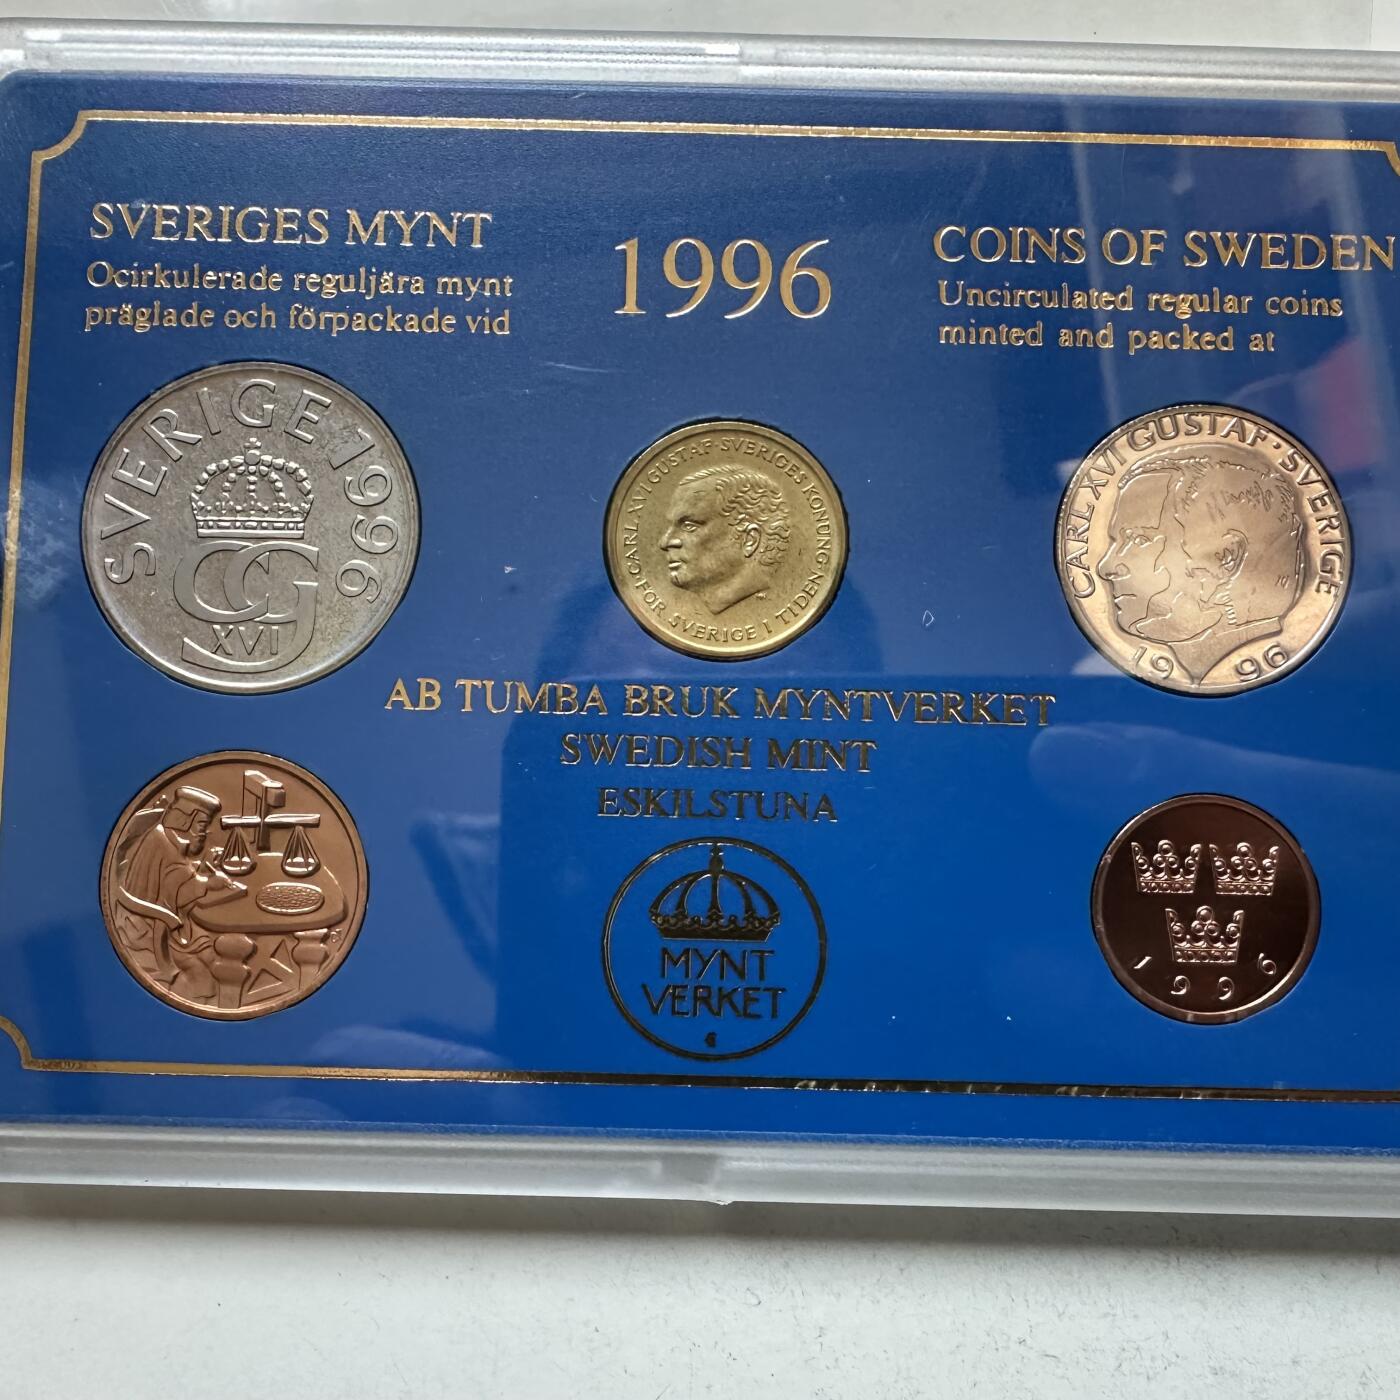 SVERIGES MYNT
Ocirkulerade reguljära mynt
präglade och förpackade vid
1996
COINS OF SWEDEN
Uncirculated regular coins
minted and packed at
SVERIGE 1996
CG
XVI
CARL XVI GUSTAF SVERIGES KONUNG
FÖR SVERIGE I TIDEN
CARL XVI GUSTAF · SVERIGE
1996
AB TUMBA BRUK MYNTVERKET
SWEDISH MINT
ESKILSTUNA
MYNT
VERKET
1996